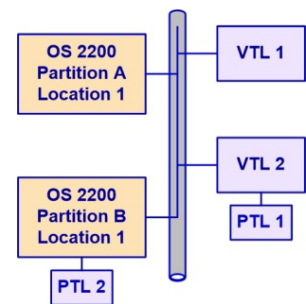 OS 2200
Partition A
Location 1
VTL 1
VTL 2
PTL 1
OS 2200
Partition B
Location 1
PTL 2